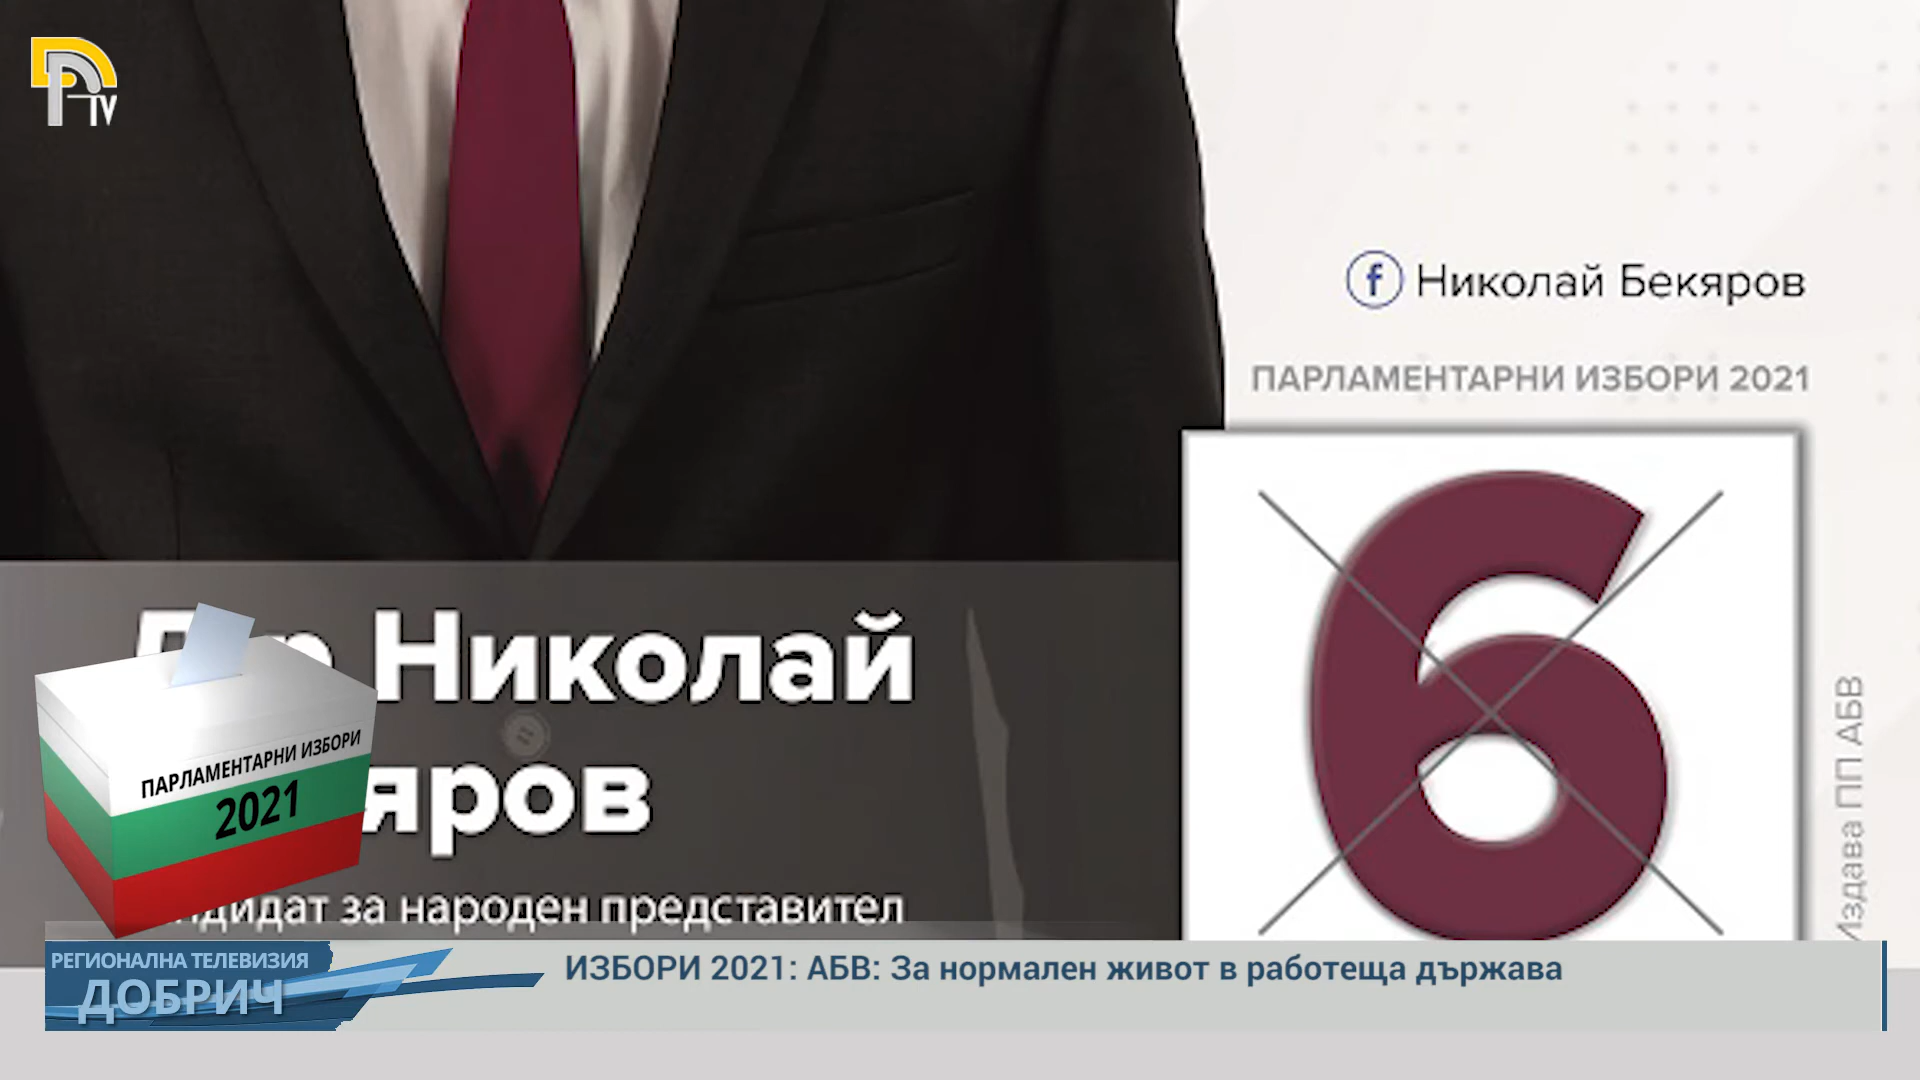 TV
f Николай Бекяров
ПАРЛАМЕНТАРНИ ИЗБОРИ 2021
6
Николай
яров
дидат за народен представител
Издава ПП АБВ
ПАРЛАМЕНТАРНИ ИЗБОРИ
2021
РЕГИОНАЛНА ТЕЛЕВИЗИЯ
ДОБРИЧ
ИЗБОРИ 2021: АБВ: За нормален живот в работеща държава